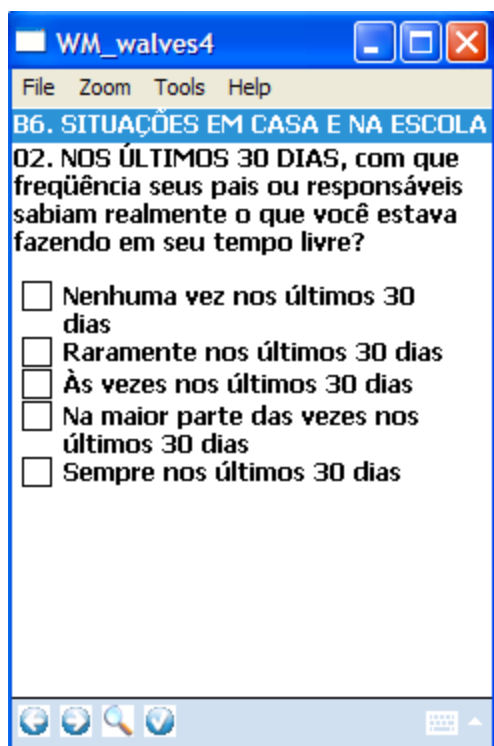 WM_walves4
File Zoom Tools Help
B6. SITUAÇÕES EM CASA E NA ESCOLA
02. NOS ÚLTIMOS 30 DIAS, com que
freqüência seus pais ou responsáveis
sabiam realmente o que você estava
fazendo em seu tempo livre?
Nenhuma vez nos últimos 30
dias
Raramente nos últimos 30 dias
Às vezes nos últimos 30 dias
Na maior parte das vezes nos
últimos 30 dias
Sempre nos últimos 30 dias